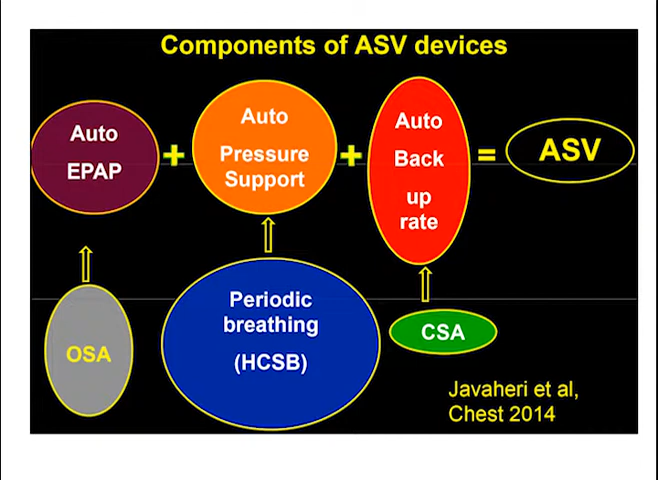 Components of ASV devices
Auto
EPAP
+
Auto
Pressure
Support
+
Auto
Back
up
rate
=
ASV
OSA
Periodic
breathing
(HCSB)
CSA
Javaheri et al,
Chest 2014